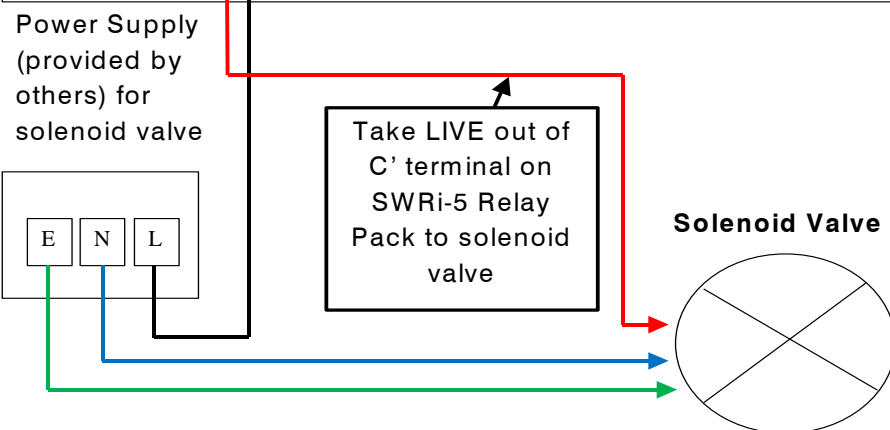 Power Supply
(provided by
others) for
solenoid valve
Take LIVE out of
C’ terminal on
SWRi-5 Relay
Pack to solenoid
valve
Solenoid Valve
E N L